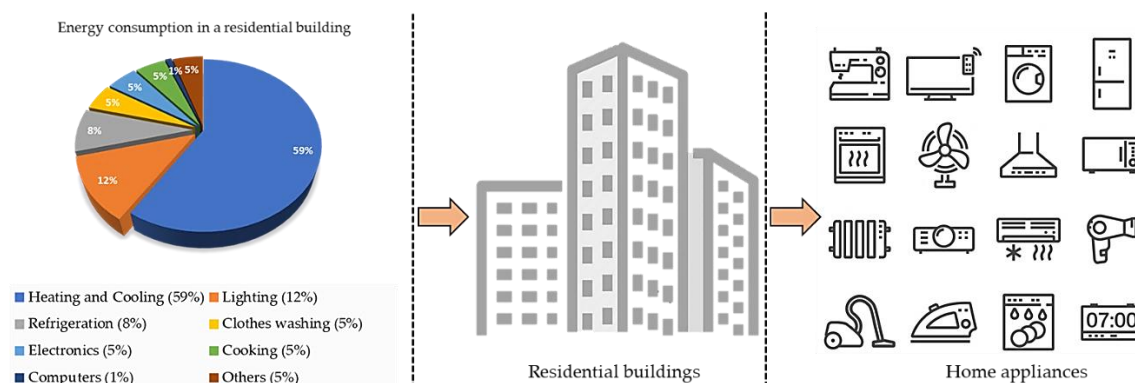 Energy consumption in a residential building
5%
1%
5%
5%
5%
8%
12%
59%
Heating and Cooling (59%)
Lighting (12%)
Refrigeration (8%)
Clothes washing (5%)
Electronics (5%)
Cooking (5%)
Computers (1%)
Others (5%)
Residential buildings
07:00
Home appliances